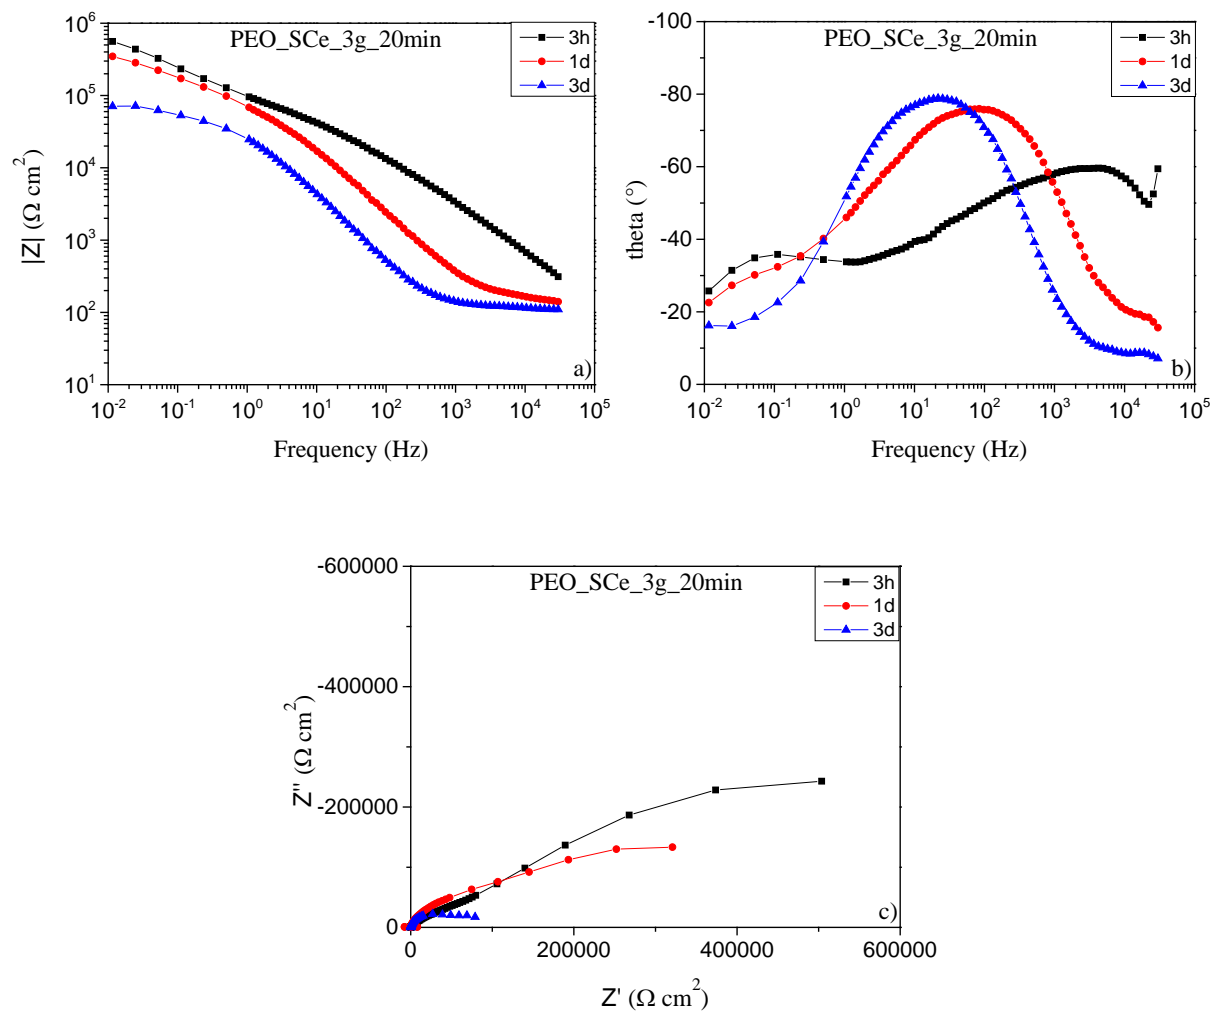 PEO_SCe_3g_20min
3h
1d
3d
10^6
10^5
10^4
10^3
10^2
10^1
|Z| (Ω cm^2)
a)
10^-2 10^-1 10^0 10^1 10^2 10^3 10^4 10^5
Frequency (Hz)
PEO_SCe_3g_20min
3h
1d
3d
-100
-80
-60
-40
-20
0
theta (°)
b)
10^-2 10^-1 10^0 10^1 10^2 10^3 10^4 10^5
Frequency (Hz)
PEO_SCe_3g_20min
3h
1d
3d
-600000
-400000
-200000
0
Z'' (Ω cm^2)
c)
0 200000 400000 600000
Z' (Ω cm^2)